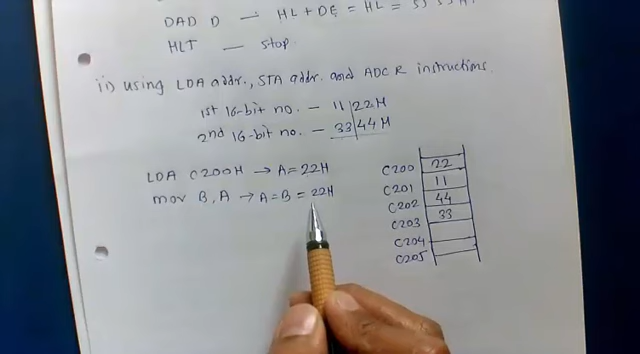 DAD D — HL + DE = HL =
HLT — stop.
ii) using LDA addr., STA addr. and ADC R instructions.
1st 16-bit no. — 11|22H
2nd 16-bit no. — 33|44H
LDA C200H → A=22H
mov B, A → A=B=22H
C200 22
C201 11
C202 44
C203 33
C204
C205